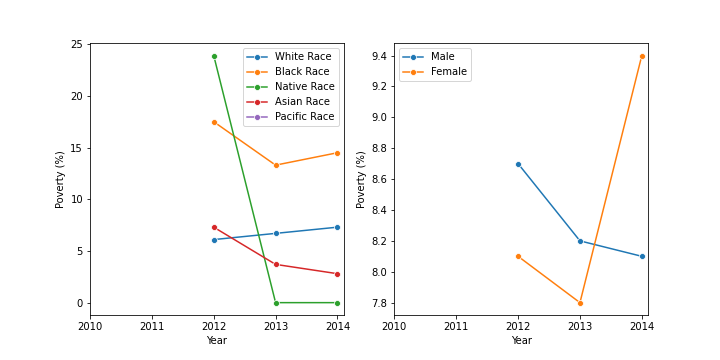 Poverty (%)
25
20
15
10
5
0
2010 2011 2012 2013 2014
Year
White Race
Black Race
Native Race
Asian Race
Pacific Race
Poverty (%)
9.4
9.2
9.0
8.8
8.6
8.4
8.2
8.0
7.8
2010 2011 2012 2013 2014
Year
Male
Female